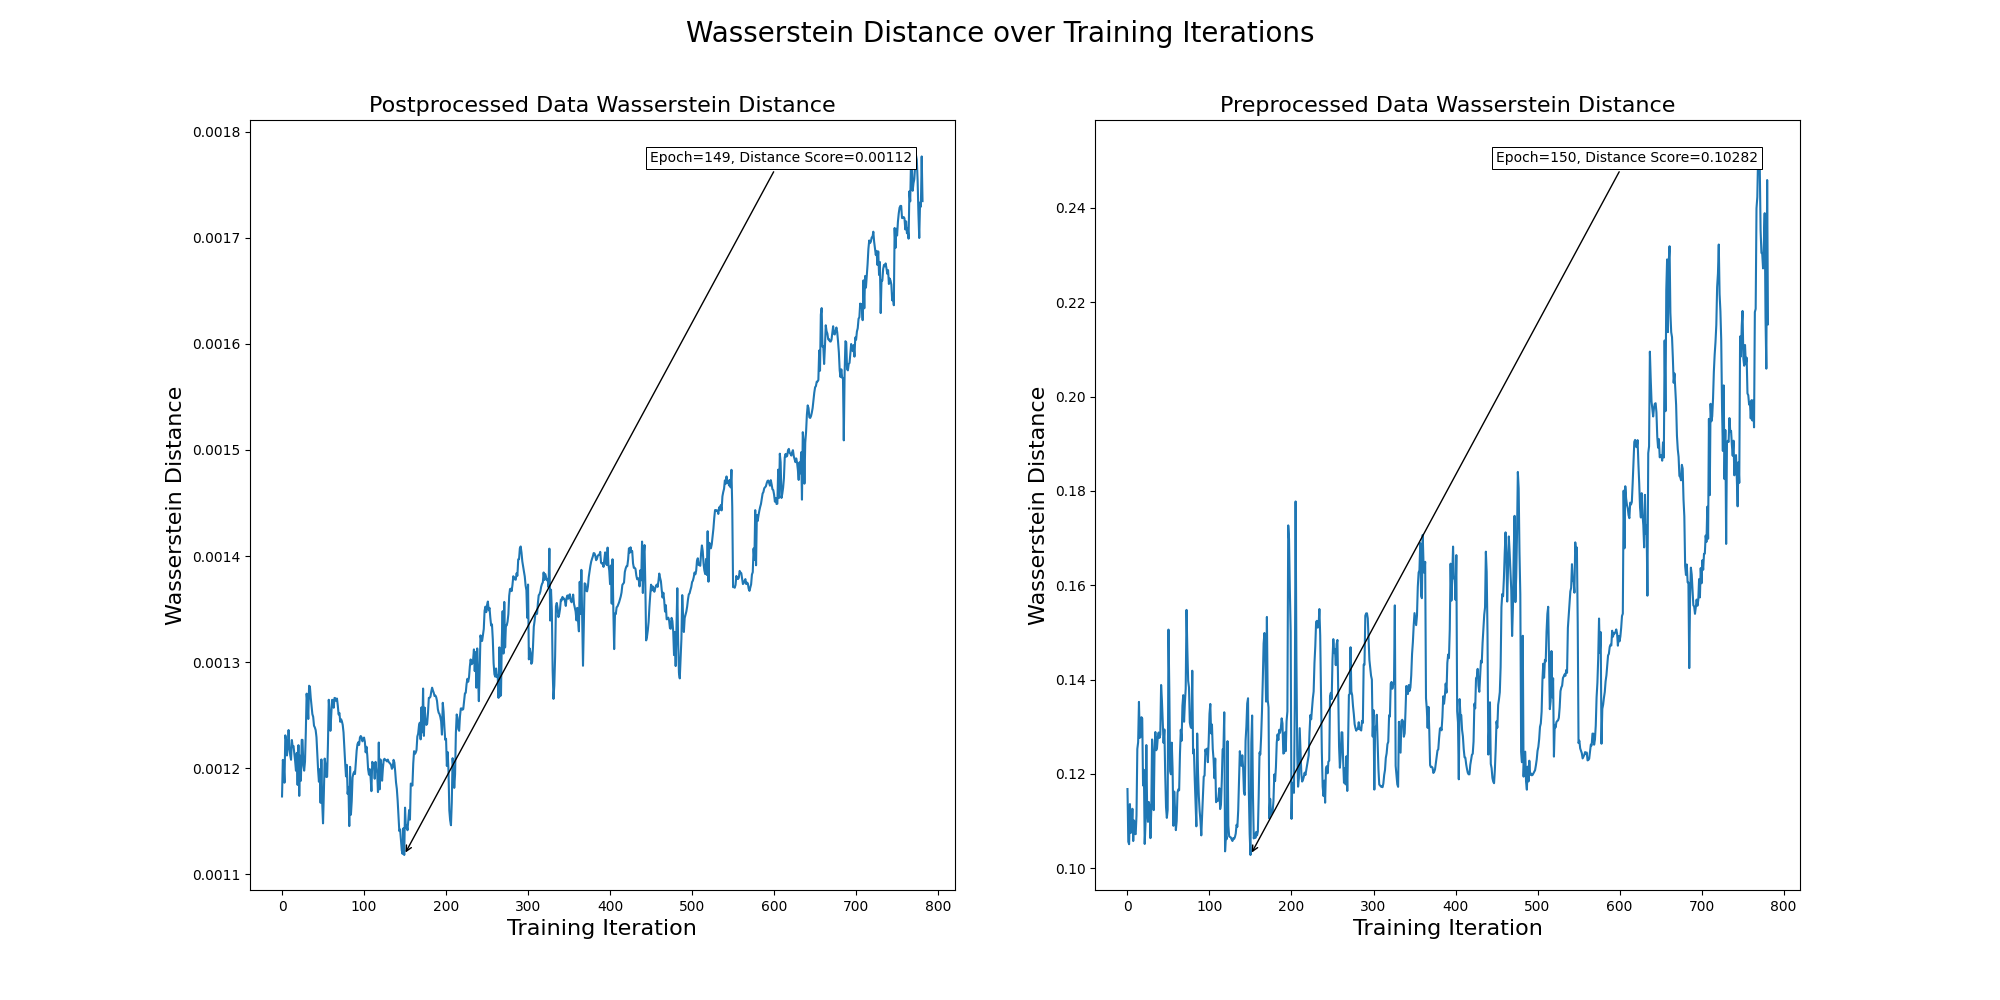 Wasserstein Distance over Training Iterations
Postprocessed Data Wasserstein Distance
Wasserstein Distance
0.0018
0.0017
0.0016
0.0015
0.0014
0.0013
0.0012
0.0011
Epoch=149, Distance Score=0.00112
0 100 200 300 400 500 600 700 800
Training Iteration
Preprocessed Data Wasserstein Distance
Wasserstein Distance
0.24
0.22
0.20
0.18
0.16
0.14
0.12
0.10
Epoch=150, Distance Score=0.10282
0 100 200 300 400 500 600 700 800
Training Iteration